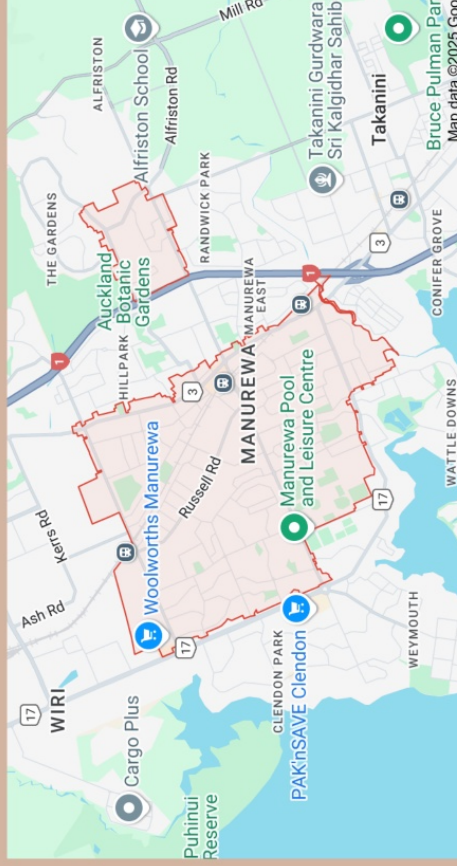 Mill Rd
ALFRISTON
Alfriston School
Alfriston Rd
THE GARDENS
Auckland
Botanic
Gardens
RANDWICK PARK
Takanini Gurdwara
Sri Kalgidhar Sahib
Takanini
Bruce Pulman Par
Map data ©2025 Goo
1
HILLPARK
3
MANUREWA
EAST
1
3
CONIFER GROVE
Kerrs Rd
Woolworths Manurewa
Russell Rd
MANUREWA
Manurewa Pool
and Leisure Centre
WATTLE DOWNS
17
Ash Rd
17
WIRI
17
CLENDON PARK
PAK'nSAVE Clendon
WEYMOUTH
Cargo Plus
Puhinui
Reserve